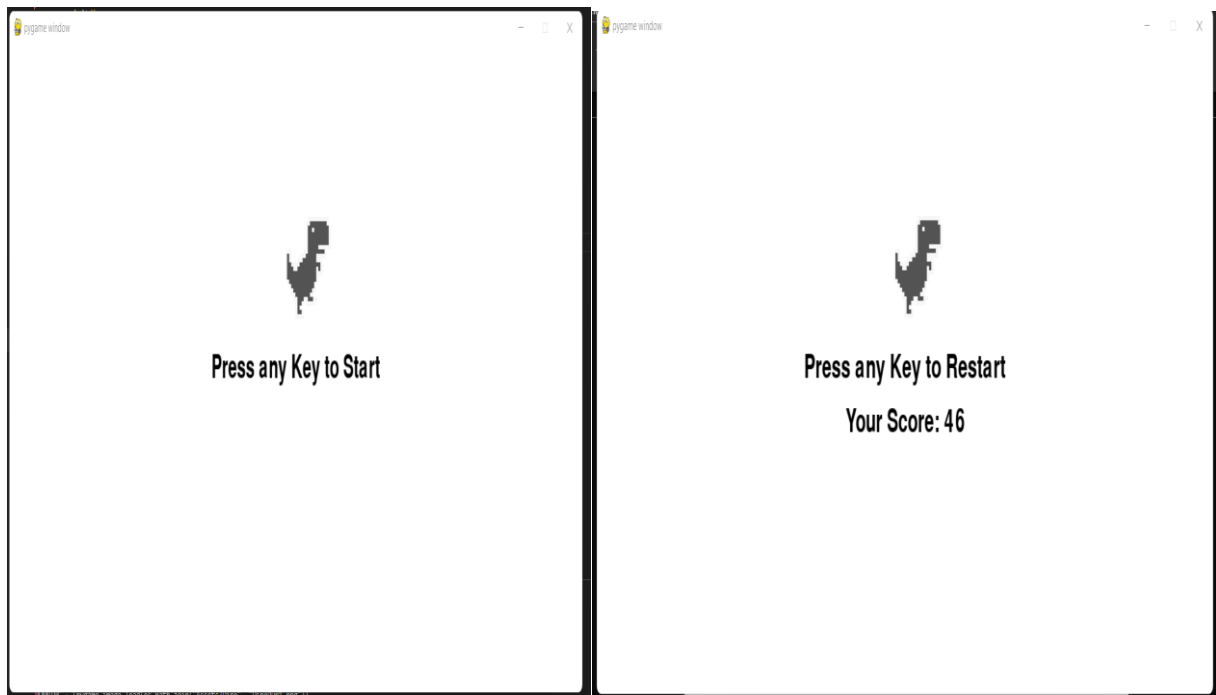 pygame window
Press any Key to Start
pygame window
Press any Key to Restart
Your Score: 46